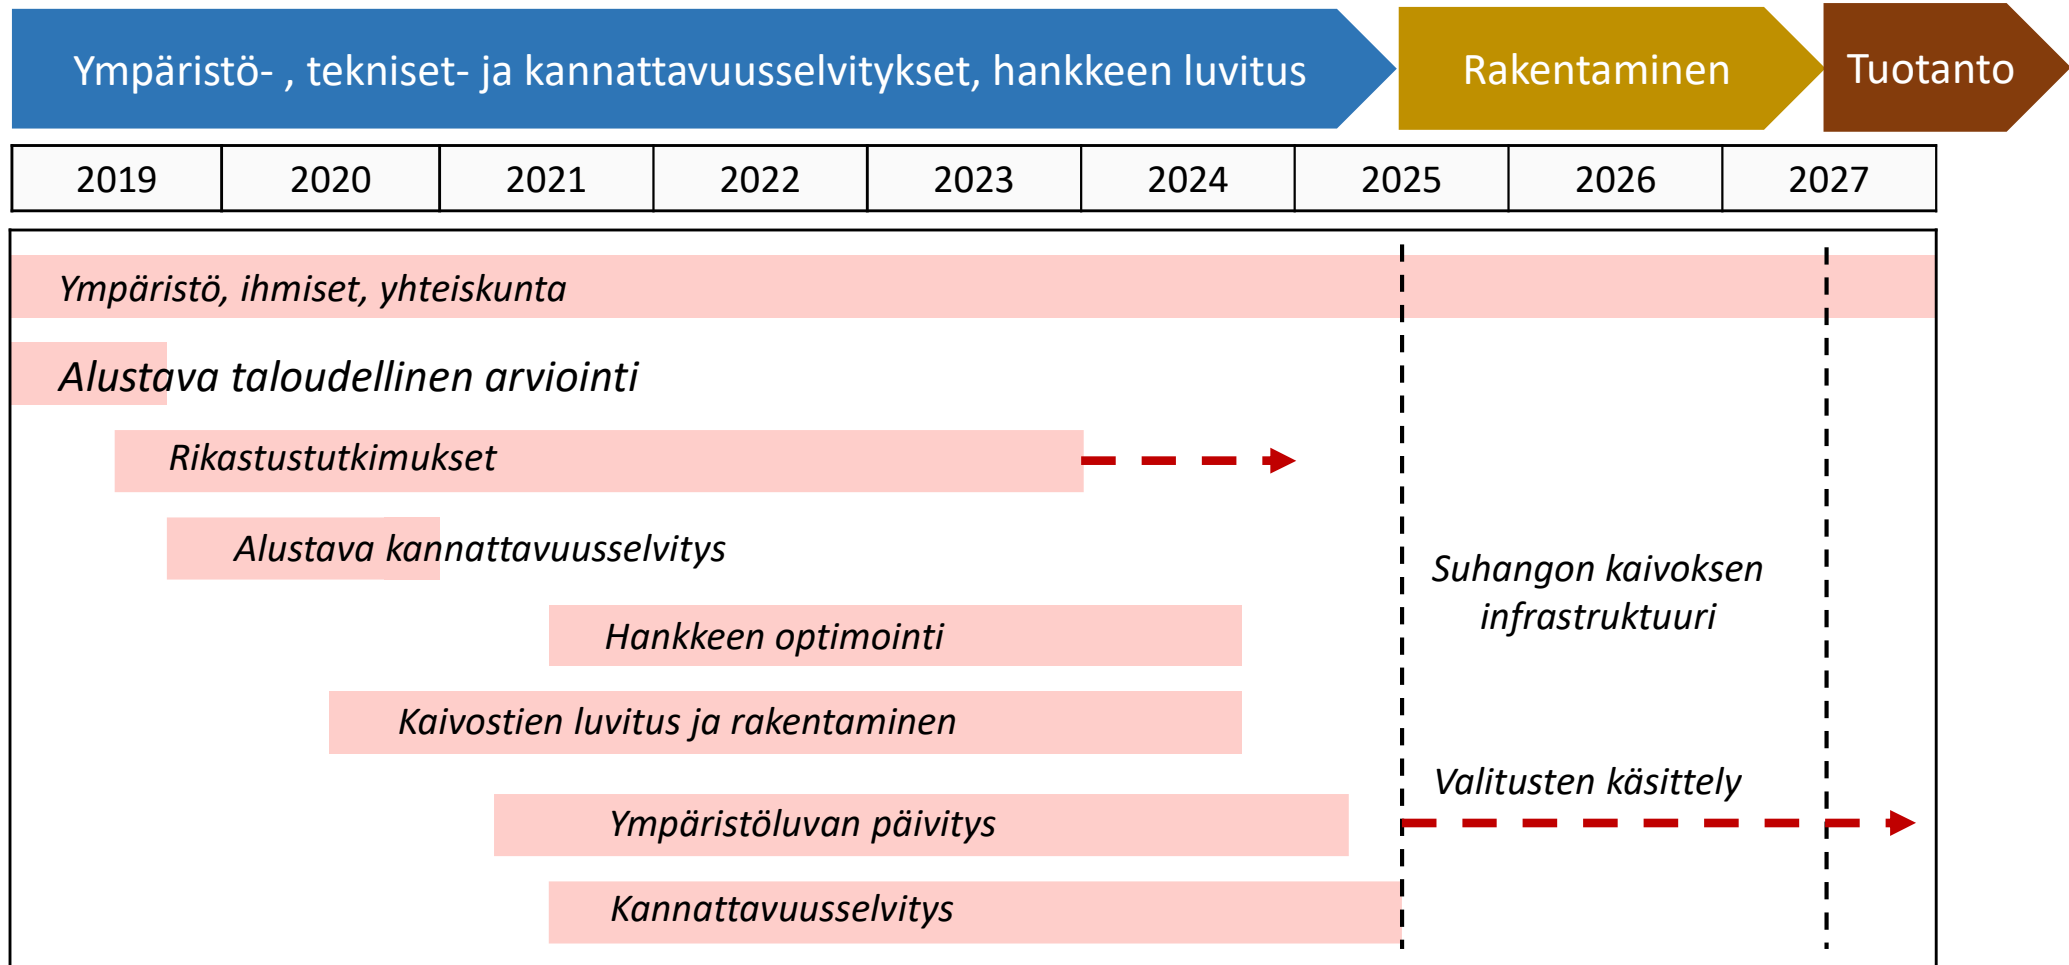 Ympäristö- , tekniset- ja kannattavuusselvitykset, hankkeen luvitus
Rakentaminen
Tuotanto
2019
2020
2021
2022
2023
2024
2025
2026
2027
Ympäristö, ihmiset, yhteiskunta
Alustava taloudellinen arviointi
Rikastustutkimukset
Alustava kannattavuusselvitys
Suhangon kaivoksen
infrastruktuuri
Hankkeen optimointi
Kaivostien luvitus ja rakentaminen
Valitusten käsittely
Ympäristöluvan päivitys
Kannattavuusselvitys